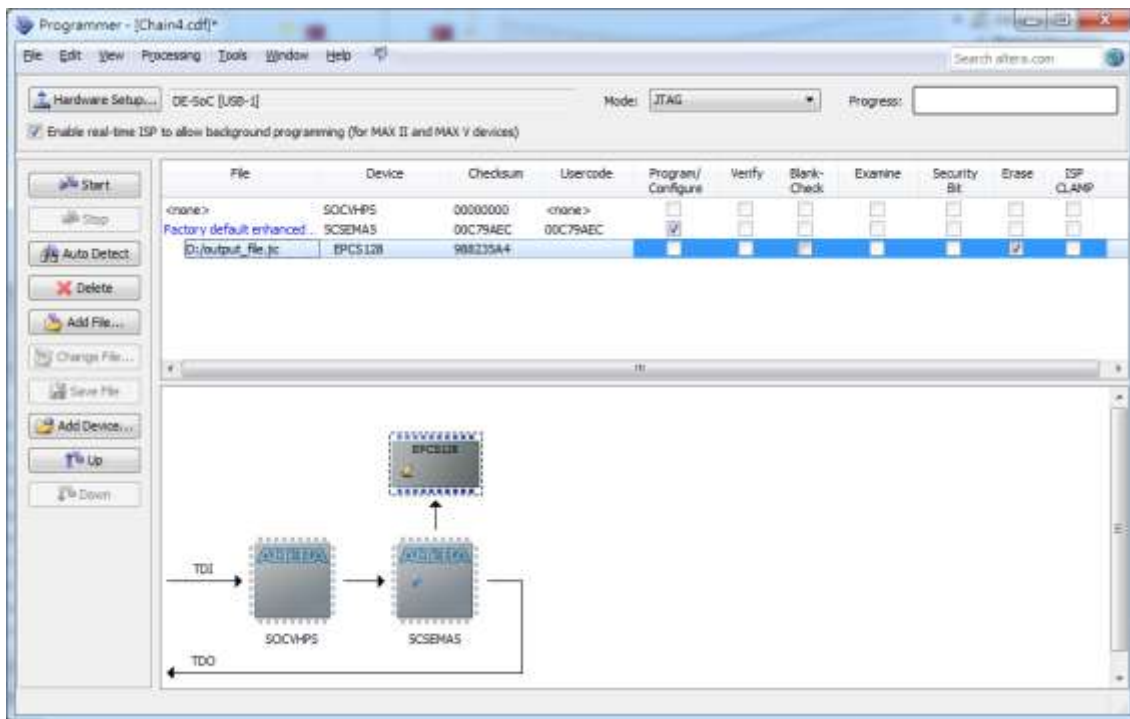 Programmer - [Chain4.cdf]*
File Edit View Processing Tools Window Help
Search altera.com
Hardware Setup... DE-SoC [USB-1] Mode: JTAG Progress:
Enable real-time ISP to allow background programming (for MAX II and MAX V devices)
Start
Stop
Auto Detect
Delete
Add File...
Change File...
Save File
Add Device...
Up
Down
File Device Checksum Usercode Program/ Configure Verify Blank- Check Examine Security Bit Erase ISP CLAMP
<none> SOCVHPS 00000000 <none>
Factory default enhanced... 5CSEMA5 00C79AEC 00C79AEC
D:/output_file.jic EPCS128 988235A4
EPCS128
TDI
ALTERA
ALTERA
SOCVHPS
5CSEMA5
TDO